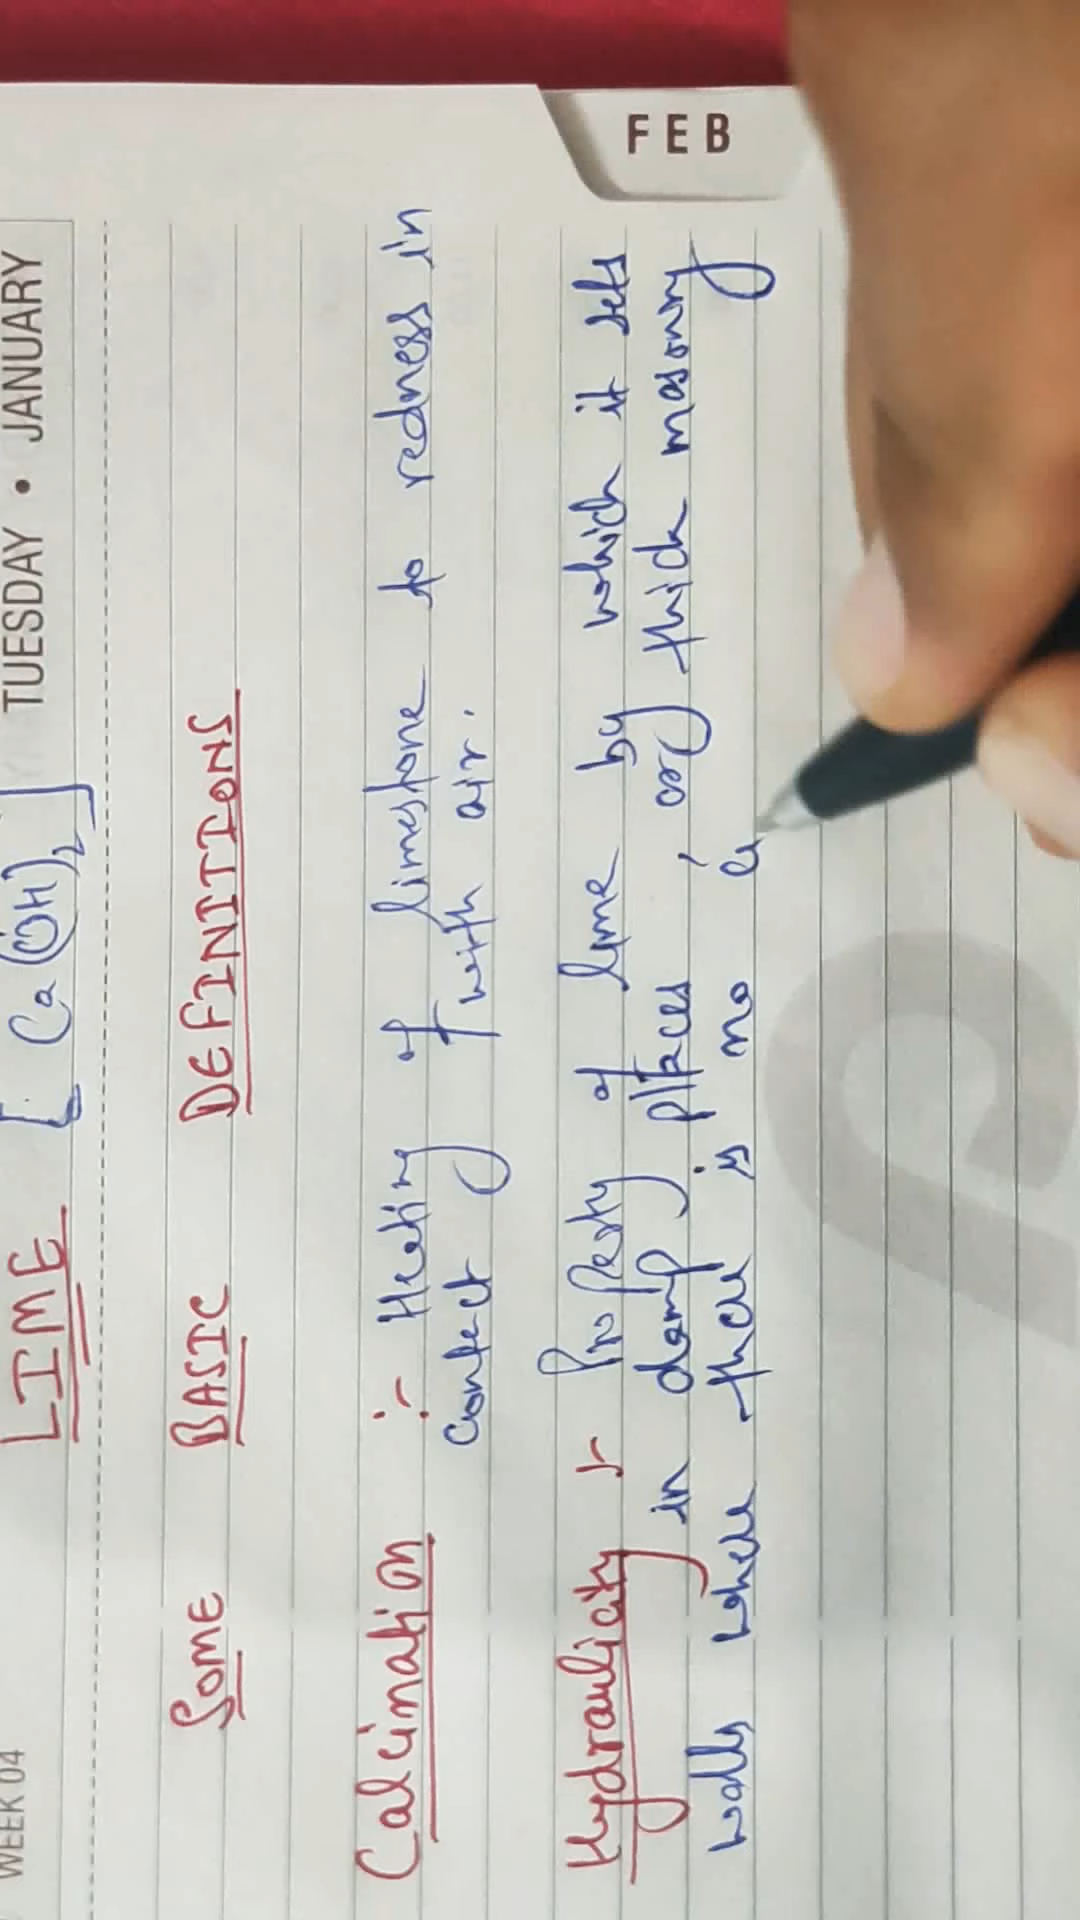 WEEK 04 TUESDAY • JANUARY
FEB
LIME [Ca(OH)2]
SOME BASIC DEFINITIONS
Calcination :- Heating of limestone to redness in
contact with air.
Hydraulicity :- Property of lime by which it sets
in damp places, or thick masonry
walls where there is no